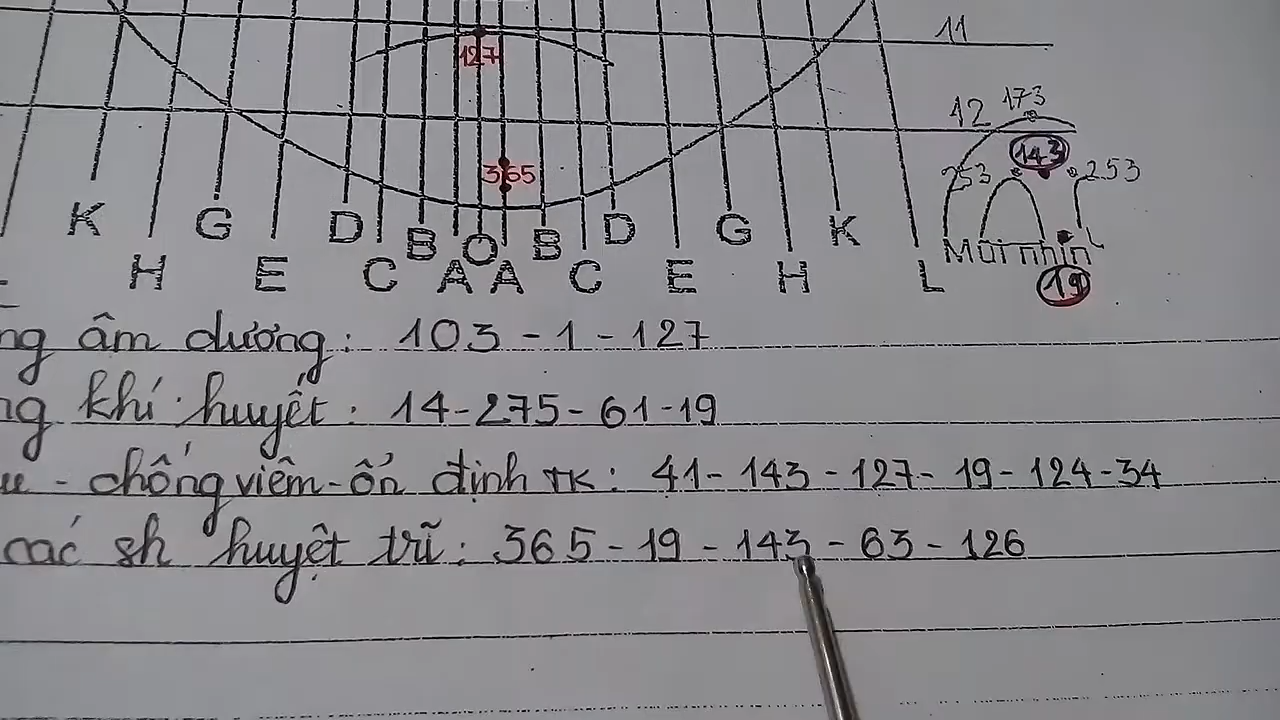 11
127
12 173
143
365
253 253
K G D B O B D G K
Mũi nhìn L
H E C A A C E H L
19
ng âm dương: 103 - 1 - 127
ng khí huyết: 14 - 275 - 61 - 19
- chống viêm - ổn định TK: 41 - 143 - 127 - 19 - 124 - 34
các sh huyệt trĩ: 365 - 19 - 143 - 63 - 126